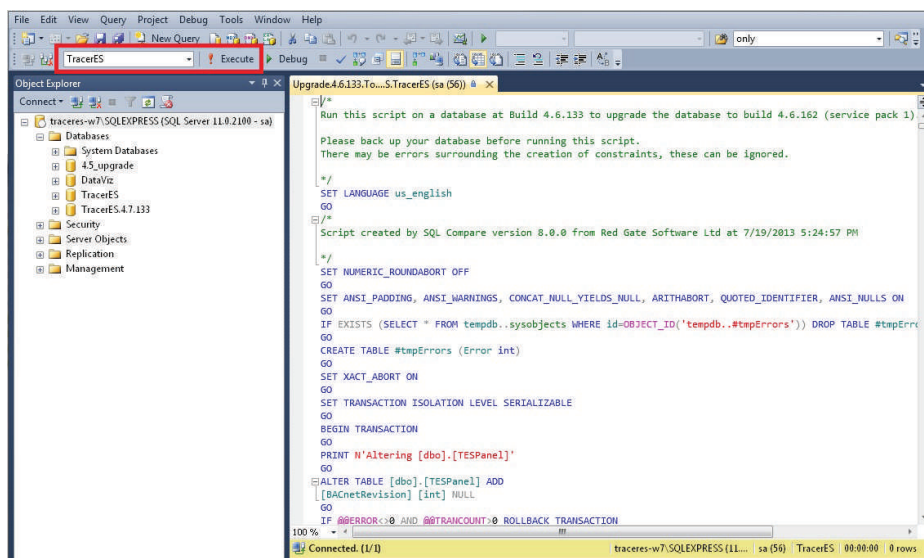 File Edit View Query Project Debug Tools Window Help
New Query only
TracerES Execute Debug
Object Explorer
Connect
traceres-w7\SQLEXPRESS (SQL Server 11.0.2100 - sa)
Databases
System Databases
4.5_upgrade
DataViz
TracerES
TracerES.4.7.133
Security
Server Objects
Replication
Management
Upgrade.4.6.133.To....S.TracerES (sa (56))
/*
Run this script on a database at Build 4.6.133 to upgrade the database to build 4.6.162 (service pack 1)
Please back up your database before running this script.
There may be errors surrounding the creation of constraints, these can be ignored.
*/
SET LANGUAGE us_english
GO
/*
Script created by SQL Compare version 8.0.0 from Red Gate Software Ltd at 7/19/2013 5:24:57 PM
*/
SET NUMERIC_ROUNDABORT OFF
GO
SET ANSI_PADDING, ANSI_WARNINGS, CONCAT_NULL_YIELDS_NULL, ARITHABORT, QUOTED_IDENTIFIER, ANSI_NULLS ON
GO
IF EXISTS (SELECT * FROM tempdb..sysobjects WHERE id=OBJECT_ID('tempdb..#tmpErrors')) DROP TABLE #tmpErro
GO
CREATE TABLE #tmpErrors (Error int)
GO
SET XACT_ABORT ON
GO
SET TRANSACTION ISOLATION LEVEL SERIALIZABLE
GO
BEGIN TRANSACTION
GO
PRINT N'Altering [dbo].[TESPanel]'
GO
ALTER TABLE [dbo].[TESPanel] ADD
[BACnetRevision] [int] NULL
GO
IF @@ERROR<>0 AND @@TRANCOUNT>0 ROLLBACK TRANSACTION
100 %
Connected. (1/1) traceres-w7\SQLEXPRESS (11.... sa (56) TracerES 00:00:00 0 rows